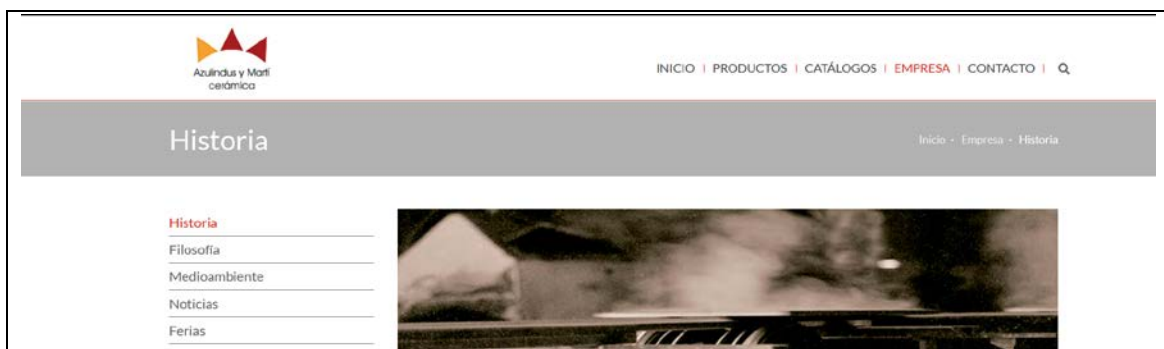 Azulindus y Martí
cerámica
INICIO | PRODUCTOS | CATÁLOGOS | EMPRESA | CONTACTO |
Historia
Inicio - Empresa - Historia
Historia
Filosofía
Medioambiente
Noticias
Ferias